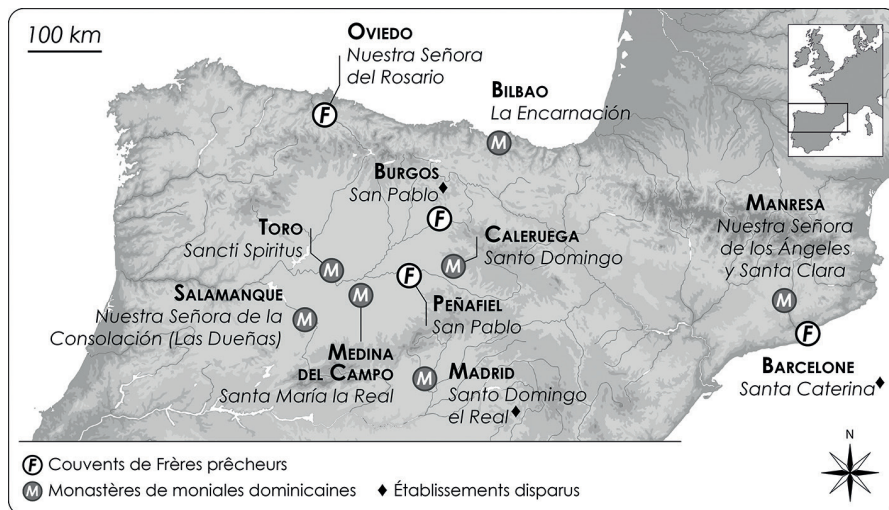 100 km
OVIEDO
Nuestra Señora
del Rosario
BILBAO
La Encarnación
BURGOS
San Pablo♦
TORO
Sancti Spiritus
CALERUEGA
Santo Domingo
MANRESA
Nuestra Señora
de los Ángeles
y Santa Clara
SALAMANQUE
Nuestra Señora de la
Consolación (Las Dueñas)
PEÑAFIEL
San Pablo
MEDINA
DEL CAMPO
Santa María la Real
MADRID
Santo Domingo
el Real♦
BARCELONE
Santa Caterina♦
F
M
F
M
M
F
M
M
M
F
M
N
F Couvents de Frères prêcheurs
M Monastères de moniales dominicaines ♦ Établissements disparus